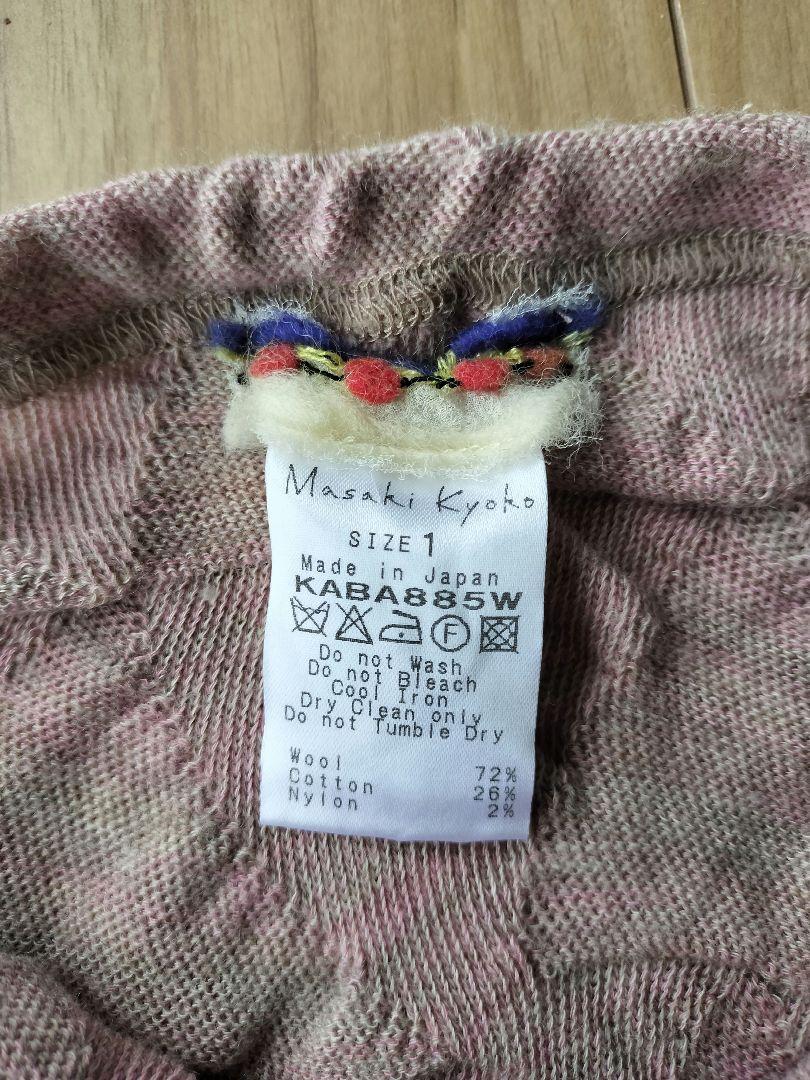 Masaki Kyoko
SIZE 1
Made in Japan
KABA885W
F
Do not Wash
Do not Bleach
Cool Iron
Dry Clean only
Do not Tumble Dry
Wool 72%
Cotton 26%
Nylon 2%